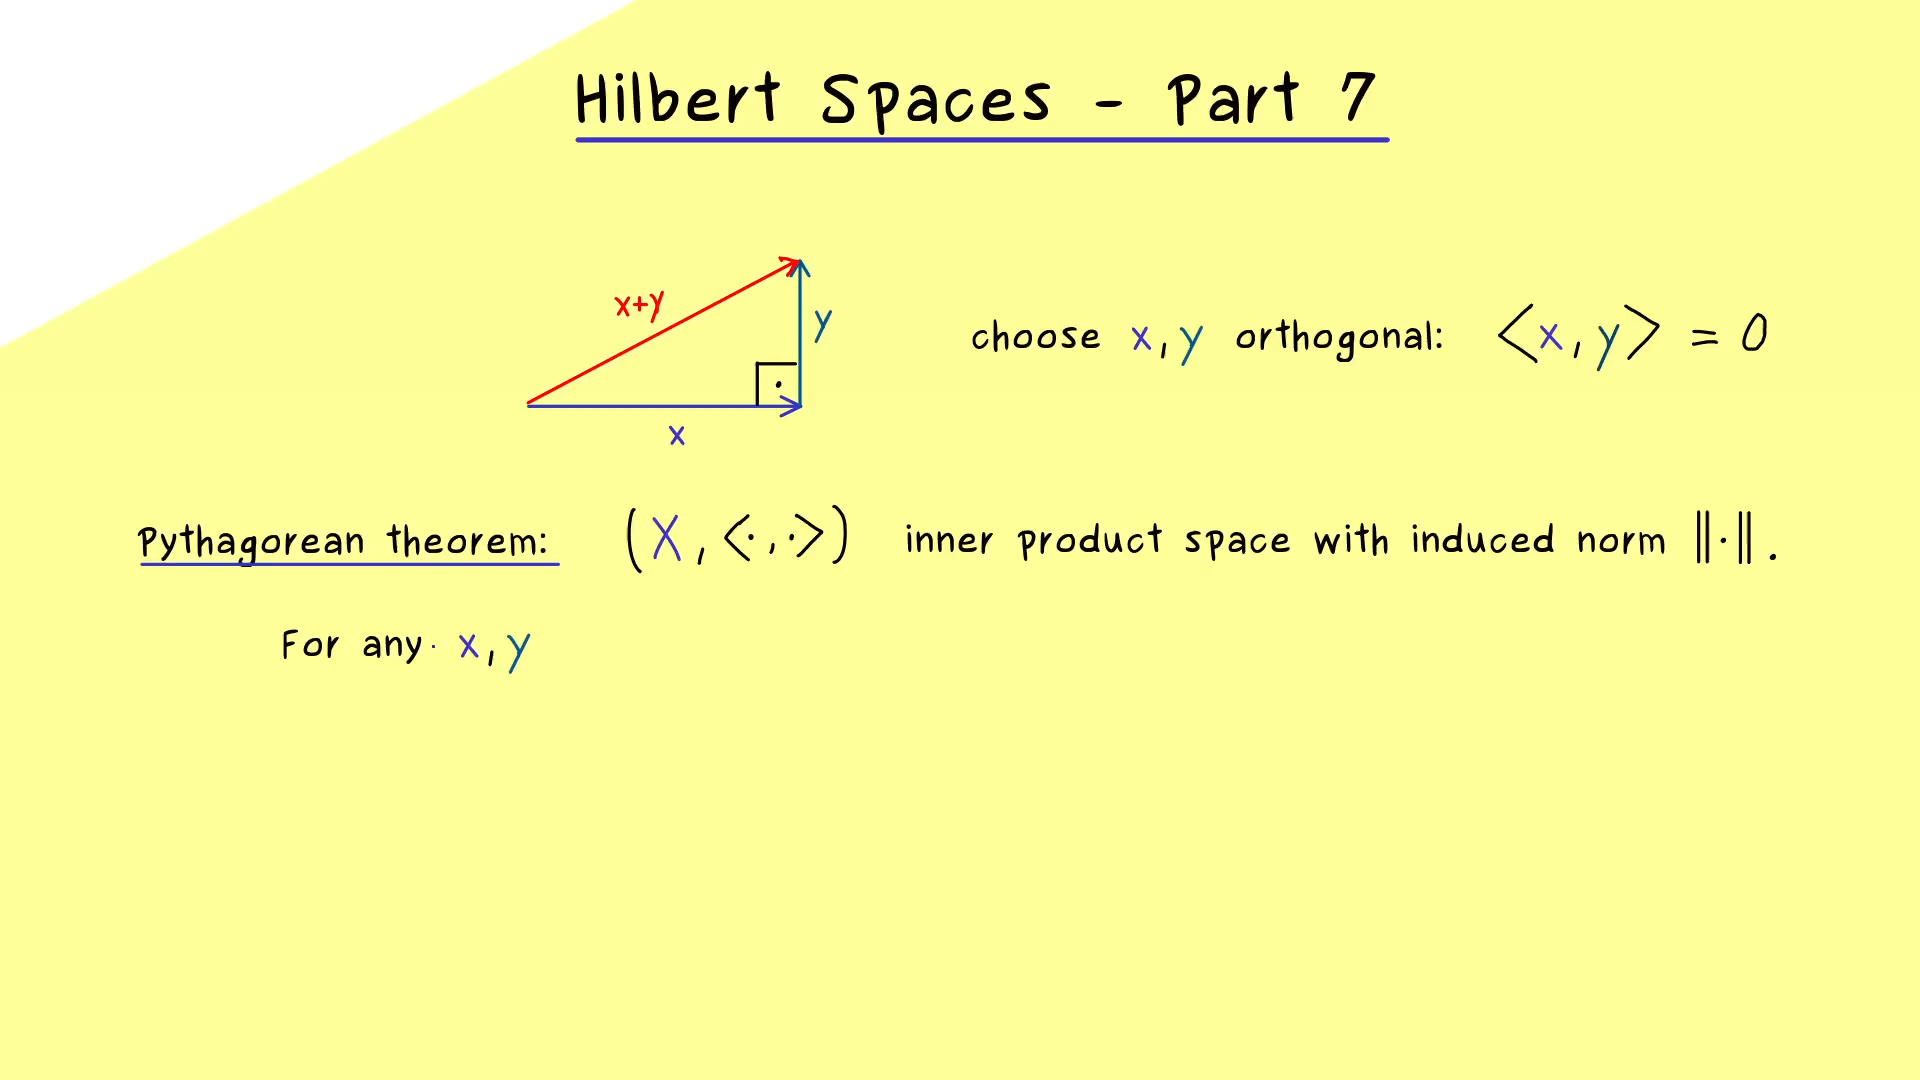 Hilbert Spaces - Part 7
x+y
y
choose x, y orthogonal: <x, y> = 0
x
Pythagorean theorem: (X, <·,·>) inner product space with induced norm ||·||.
For any x, y